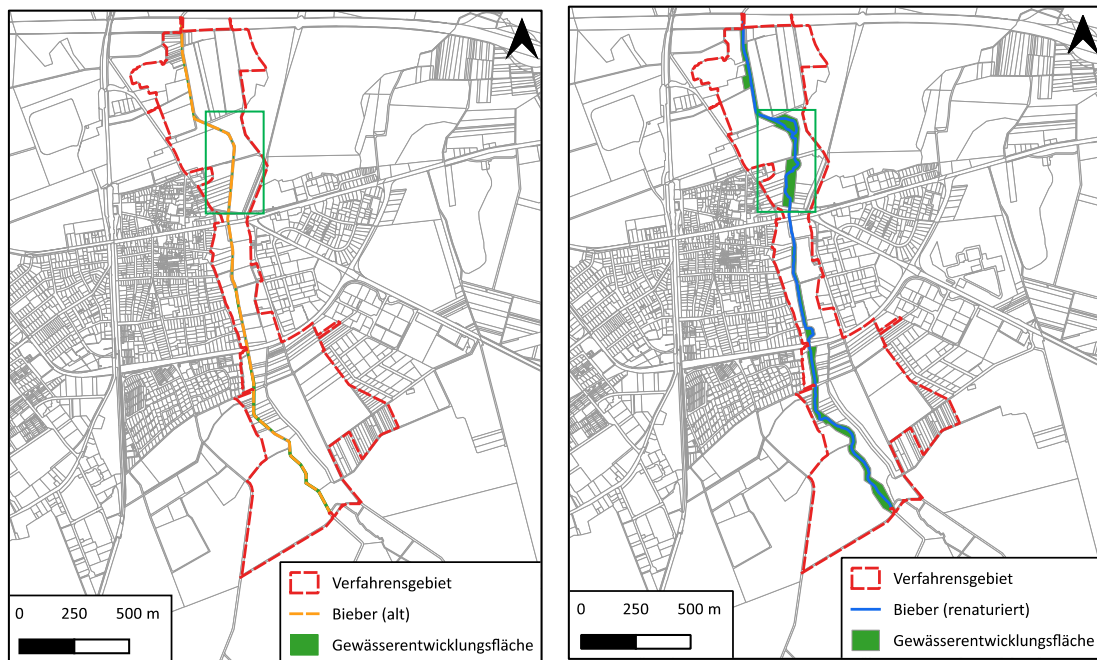 0 250 500 m
Verfahrensgebiet
Bieber (alt)
Gewässerentwicklungsfläche
0 250 500 m
Verfahrensgebiet
Bieber (renaturiert)
Gewässerentwicklungsfläche